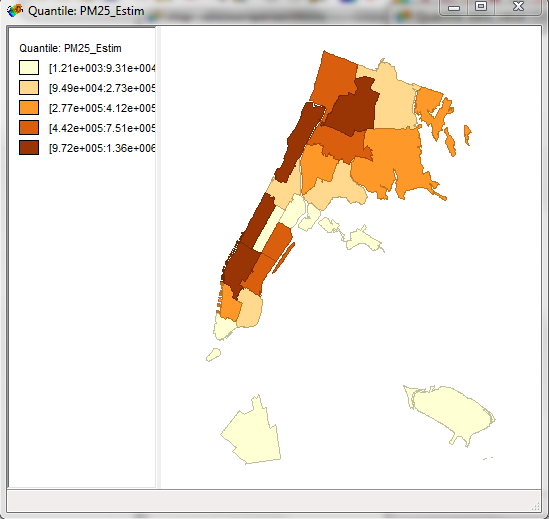 Quantile: PM25_Estim
Quantile: PM25_Estim
[1.21e+003:9.31e+004
[9.49e+004:2.73e+005
[2.77e+005:4.12e+005
[4.42e+005:7.51e+005
[9.72e+005:1.36e+006